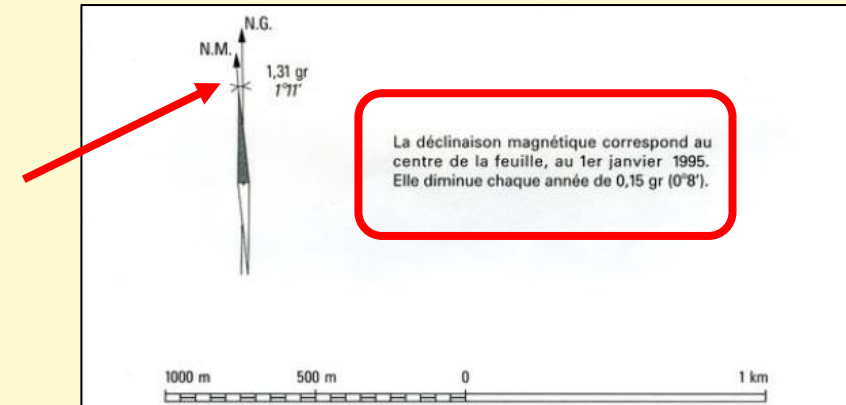 N.G.
N.M.
1,31 gr
1°11'
La déclinaison magnétique correspond au
centre de la feuille, au 1er janvier 1995.
Elle diminue chaque année de 0,15 gr (0°8').
1000 m 500 m 0 1 km